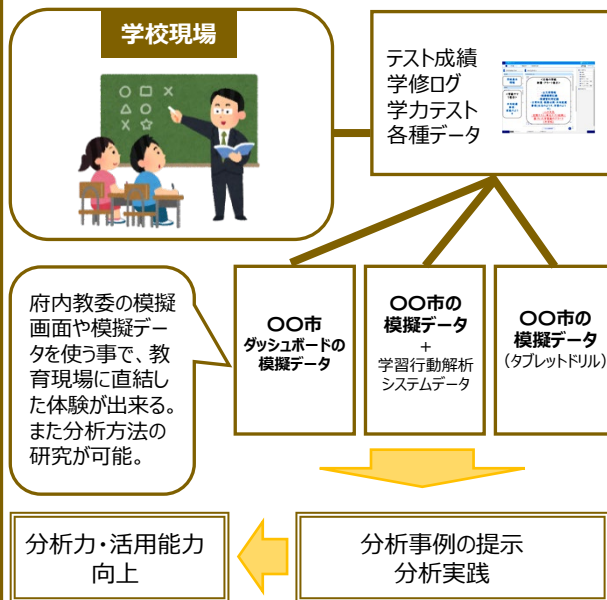 学校現場
テスト成績
学修ログ
学力テスト
各種データ
府内教委の模擬
画面や模擬デー
タを使う事で、教
育現場に直結し
た体験が出来る。
また分析方法の
研究が可能。
〇〇市
ダッシュボードの
模擬データ
〇〇市の
模擬データ
+
学習行動解析
システムデータ
〇〇市の
模擬データ
(タブレットドリル)
分析力・活用能力
向上
分析事例の提示
分析実践